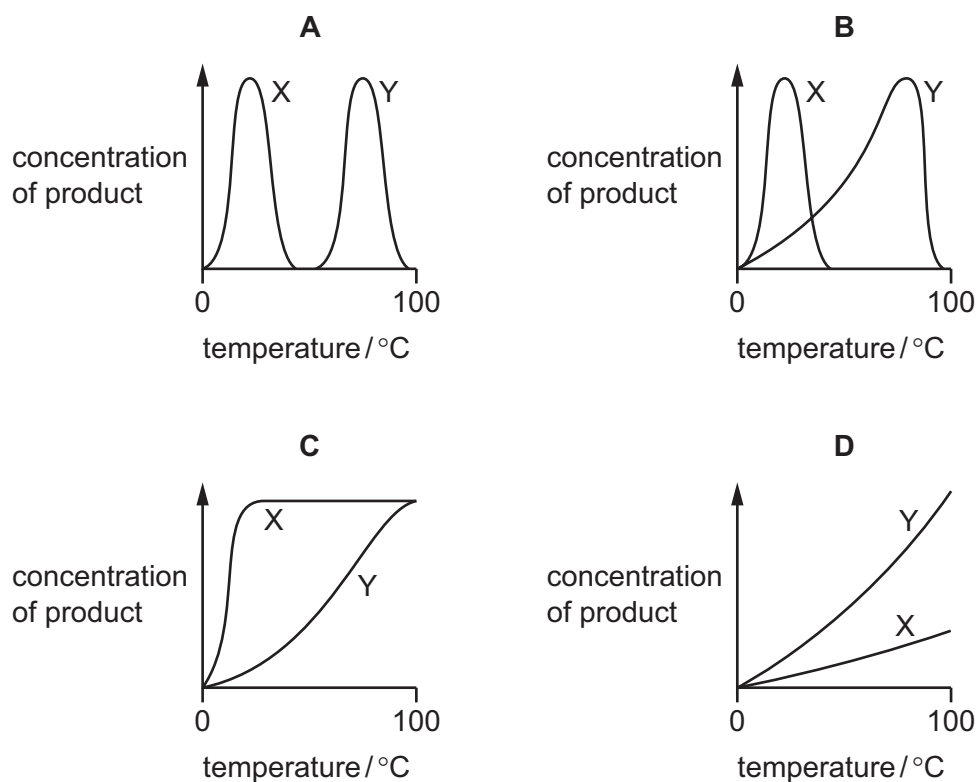 A
X
Y
concentration
of product
0
100
temperature / °C
B
X
Y
concentration
of product
0
100
temperature / °C
C
X
Y
concentration
of product
0
100
temperature / °C
D
Y
X
concentration
of product
0
100
temperature / °C